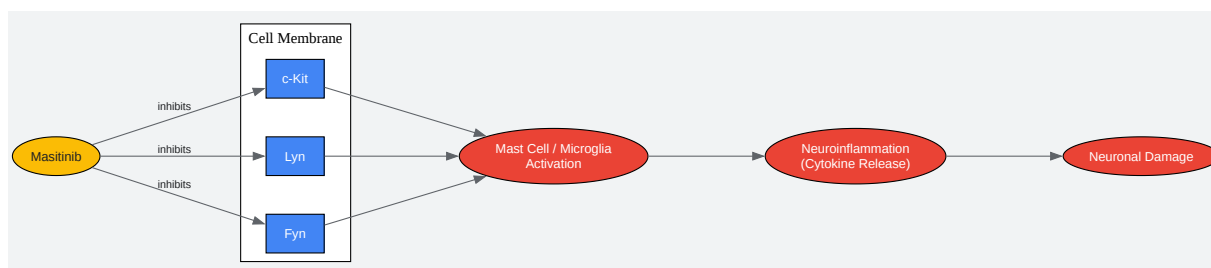 Cell Membrane
c-Kit
inhibits
Masitinib
inhibits
Lyn
inhibits
Fyn
Mast Cell / Microglia
Activation
Neuroinflammation
(Cytokine Release)
Neuronal Damage